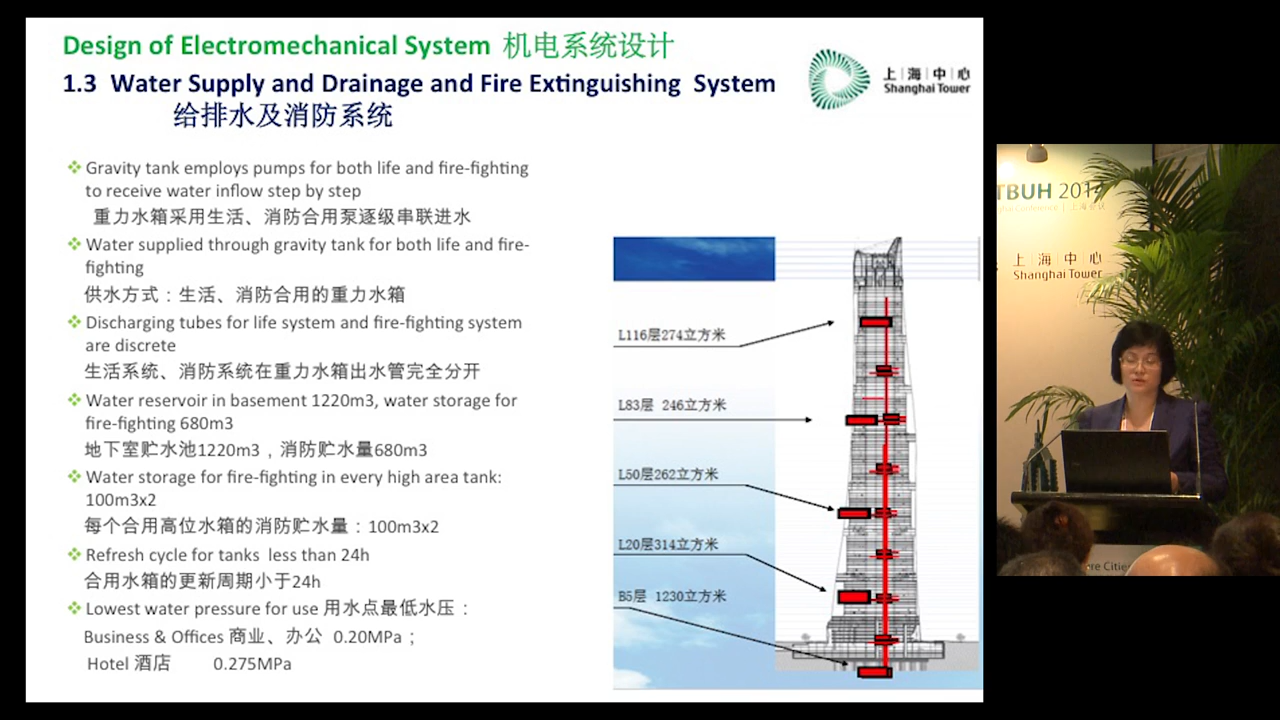 Design of Electromechanical System 机电系统设计
1.3 Water Supply and Drainage and Fire Extinguishing System
给排水及消防系统
上海中心
Shanghai Tower
Gravity tank employs pumps for both life and fire-fighting
to receive water inflow step by step
重力水箱采用生活、消防合用泵逐级串联进水
Water supplied through gravity tank for both life and fire-
fighting
供水方式：生活、消防合用的重力水箱
Discharging tubes for life system and fire-fighting system
are discrete
生活系统、消防系统在重力水箱出水管完全分开
Water reservoir in basement 1220m3, water storage for
fire-fighting 680m3
地下室贮水池1220m3，消防贮水量680m3
Water storage for fire-fighting in every high area tank:
100m3x2
每个合用高位水箱的消防贮水量：100m3x2
Refresh cycle for tanks less than 24h
合用水箱的更新周期小于24h
Lowest water pressure for use 用水点最低水压：
Business & Offices 商业、办公 0.20MPa；
Hotel 酒店 0.275MPa
L116层274立方米
L83层 246立方米
L50层262立方米
L20层314立方米
B5层 1230立方米
TBUH 2014
上海中心
Shanghai Tower
re Cities